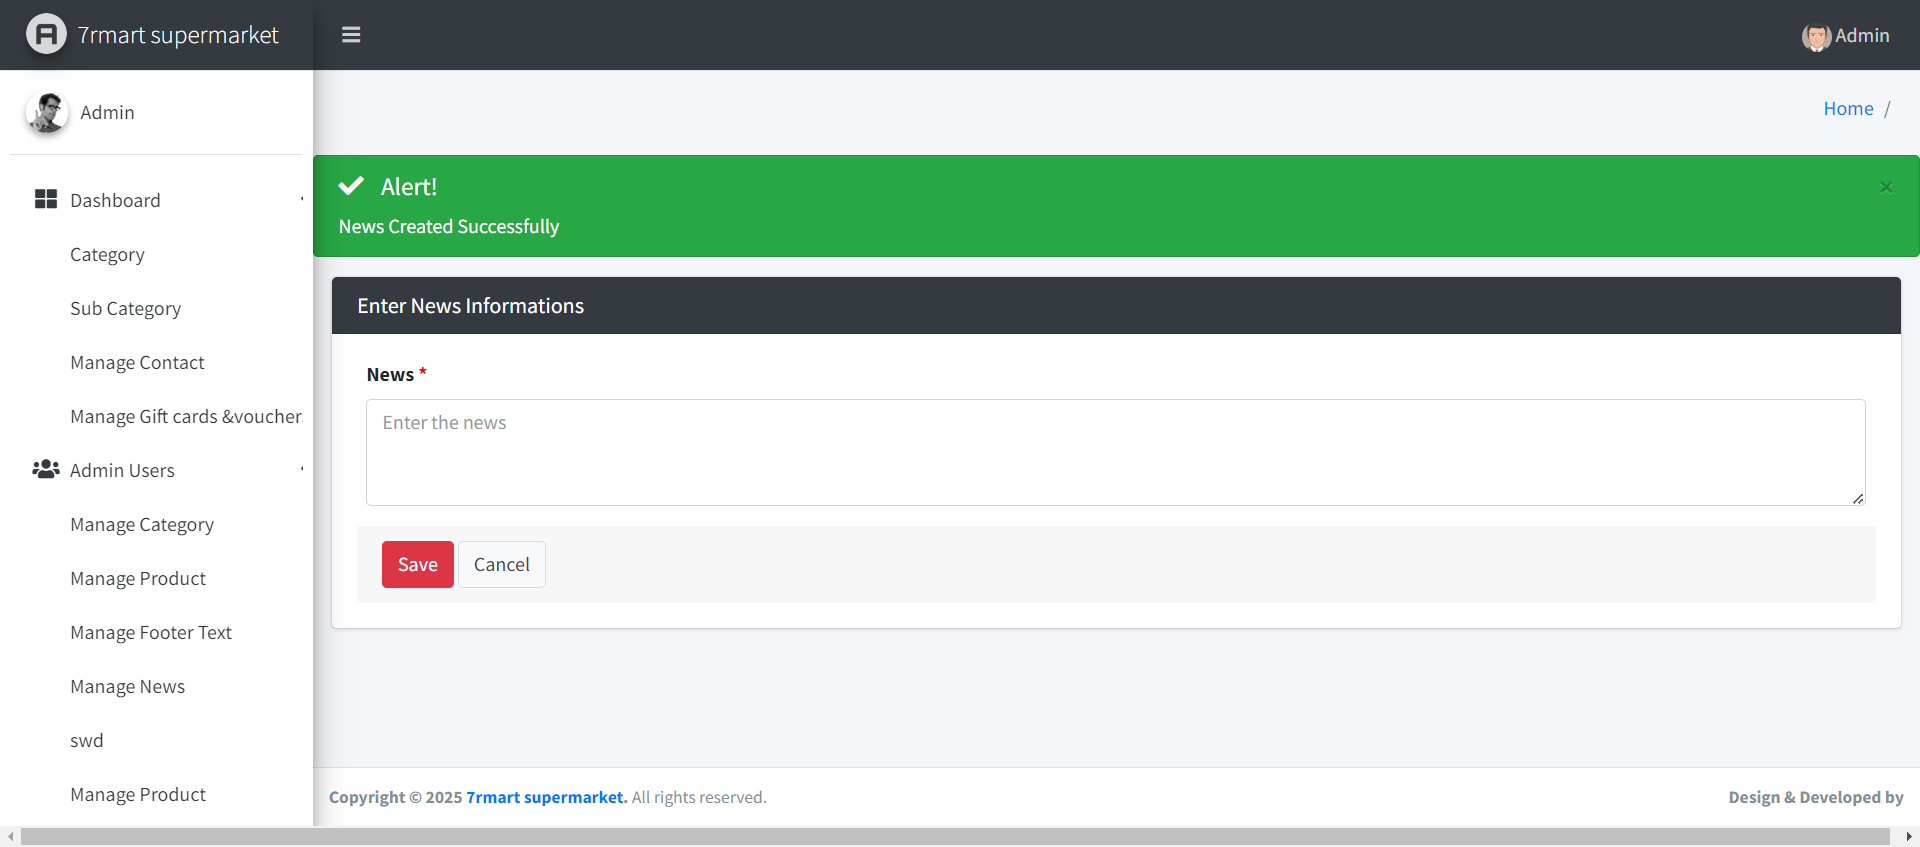 7rmart supermarket
Admin
Admin
Home /
Dashboard
Category
Sub Category
Manage Contact
Manage Gift cards &voucher
Admin Users
Manage Category
Manage Product
Manage Footer Text
Manage News
swd
Manage Product
Alert!
×
News Created Successfully
Enter News Informations
News *
Enter the news
Save
Cancel
Copyright © 2025 7rmart supermarket. All rights reserved.
Design & Developed by